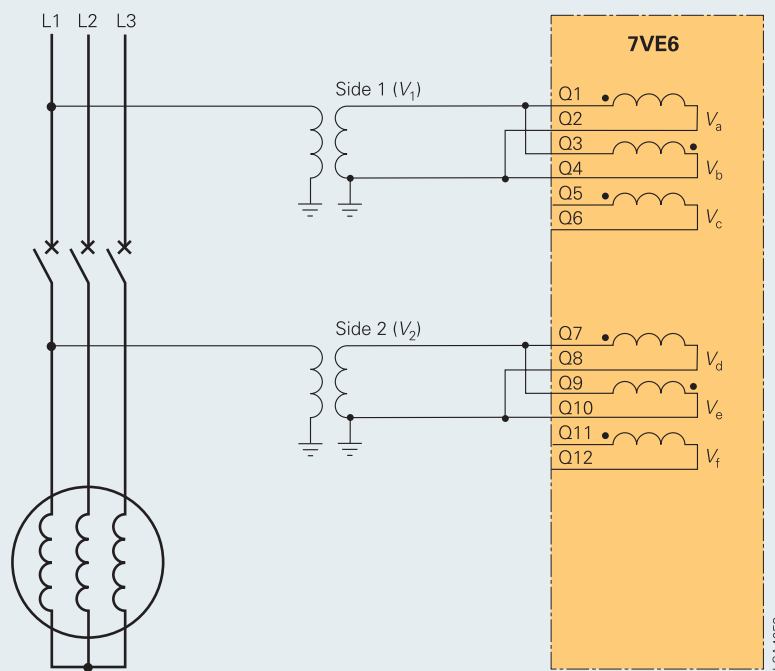 L1 L2 L3
7VE6
Side 1 (V1)
Q1
Q2
Va
Q3
Q4
Vb
Q5
Q6
Vc
Side 2 (V2)
Q7
Q8
Vd
Q9
Q10
Ve
Q11
Q12
Vf